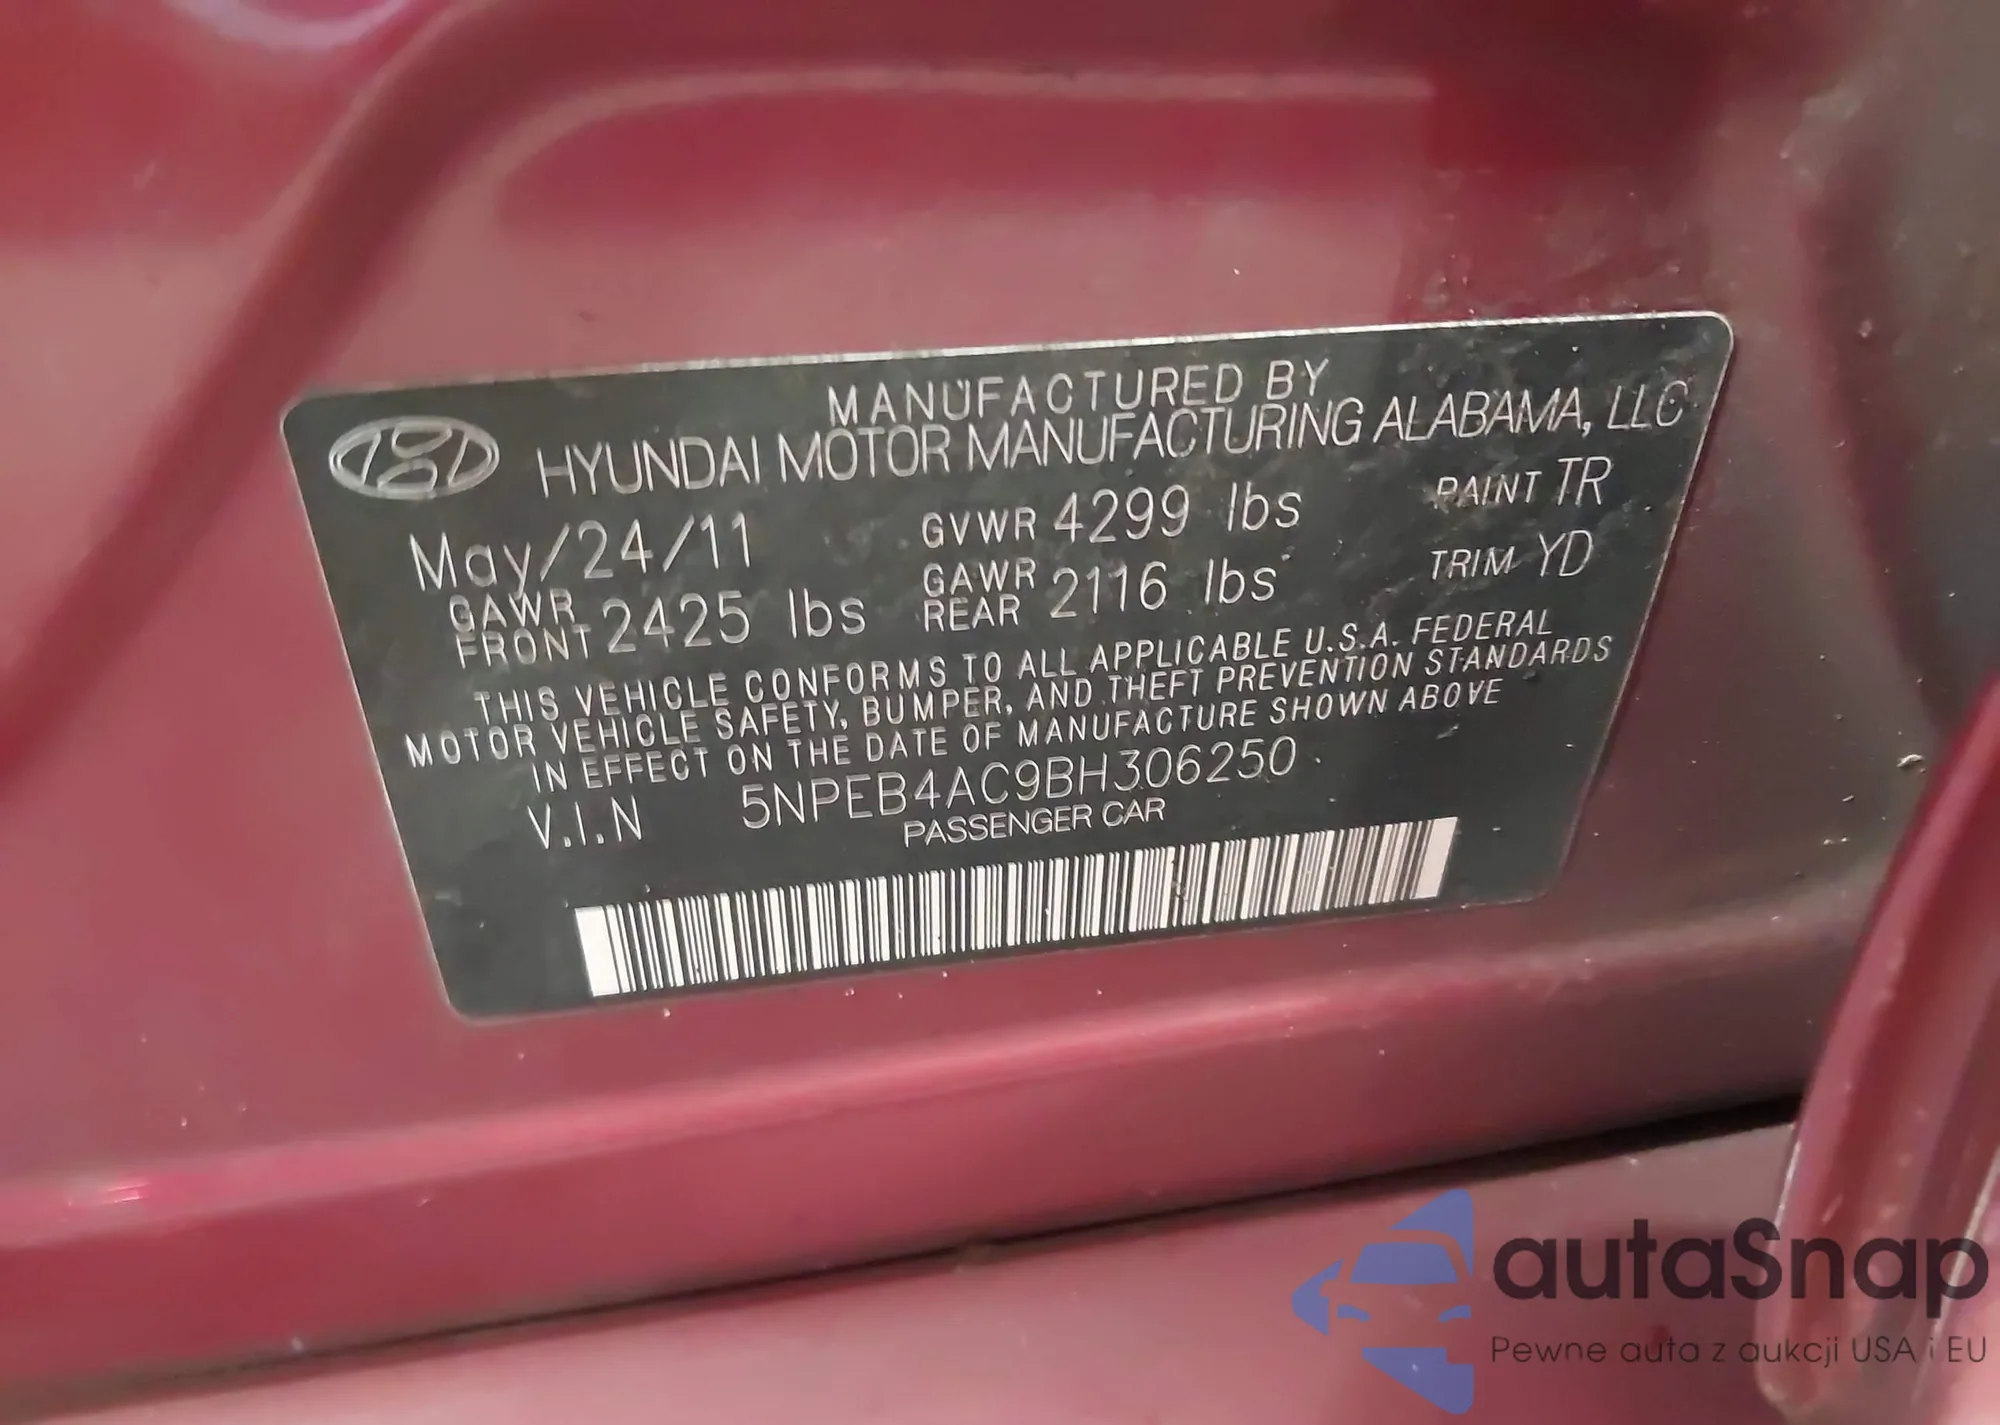 MANUFACTURED BY
HYUNDAI MOTOR MANUFACTURING ALABAMA, LLC
May/24/11 GVWR 4299 lbs PAINT TR
GAWR FRONT 2425 lbs GAWR REAR 2116 lbs TRIM YD
THIS VEHICLE CONFORMS TO ALL APPLICABLE U.S.A. FEDERAL
MOTOR VEHICLE SAFETY, BUMPER, AND THEFT PREVENTION STANDARDS
IN EFFECT ON THE DATE OF MANUFACTURE SHOWN ABOVE
V.I.N 5NPEB4AC9BH306250
PASSENGER CAR
autaSnap
Pewne auta z aukcji USA i EU